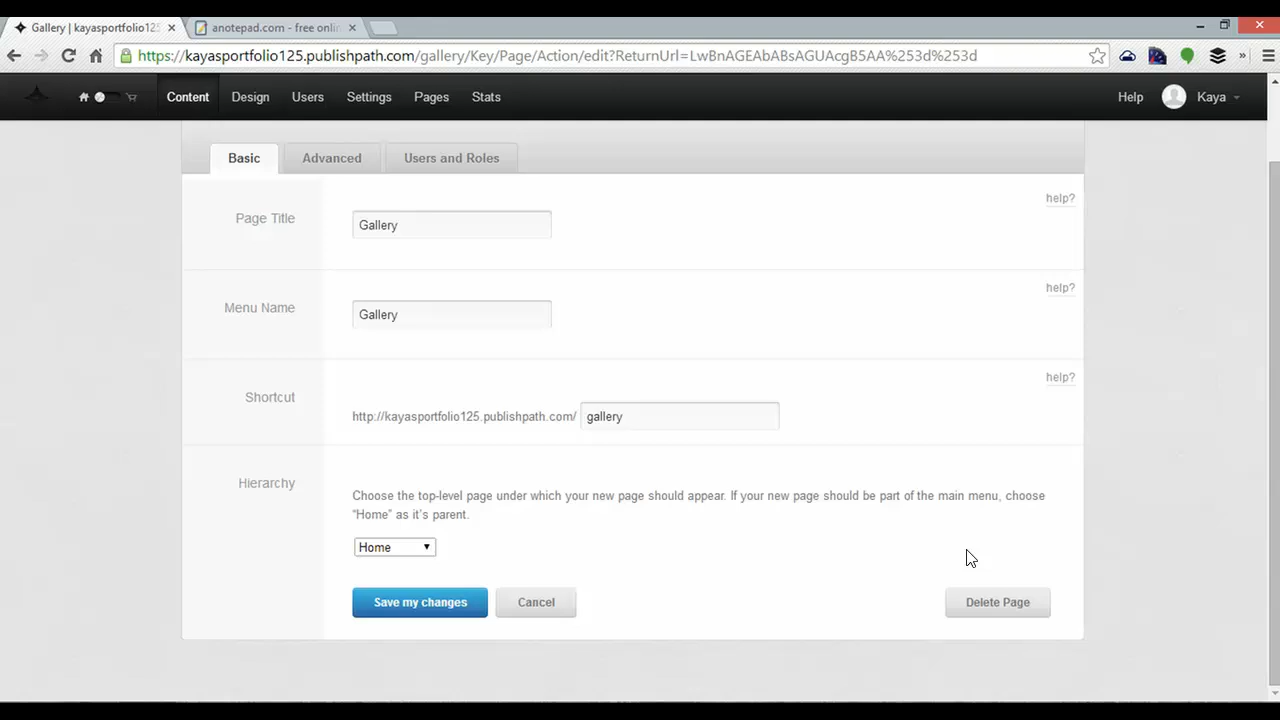 Gallery | kayasportfolio125
anotepad.com - free onlin
https://kayasportfolio125.publishpath.com/gallery/Key/Page/Action/edit?ReturnUrl=LwBnAGEAbABsAGUAcgB5AA%253d%253d
Content Design Users Settings Pages Stats Help Kaya
Basic Advanced Users and Roles
help?
Page Title Gallery
help?
Menu Name Gallery
help?
Shortcut
http://kayasportfolio125.publishpath.com/ gallery
Hierarchy
Choose the top-level page under which your new page should appear. If your new page should be part of the main menu, choose
“Home” as it’s parent.
Home
Save my changes Cancel Delete Page